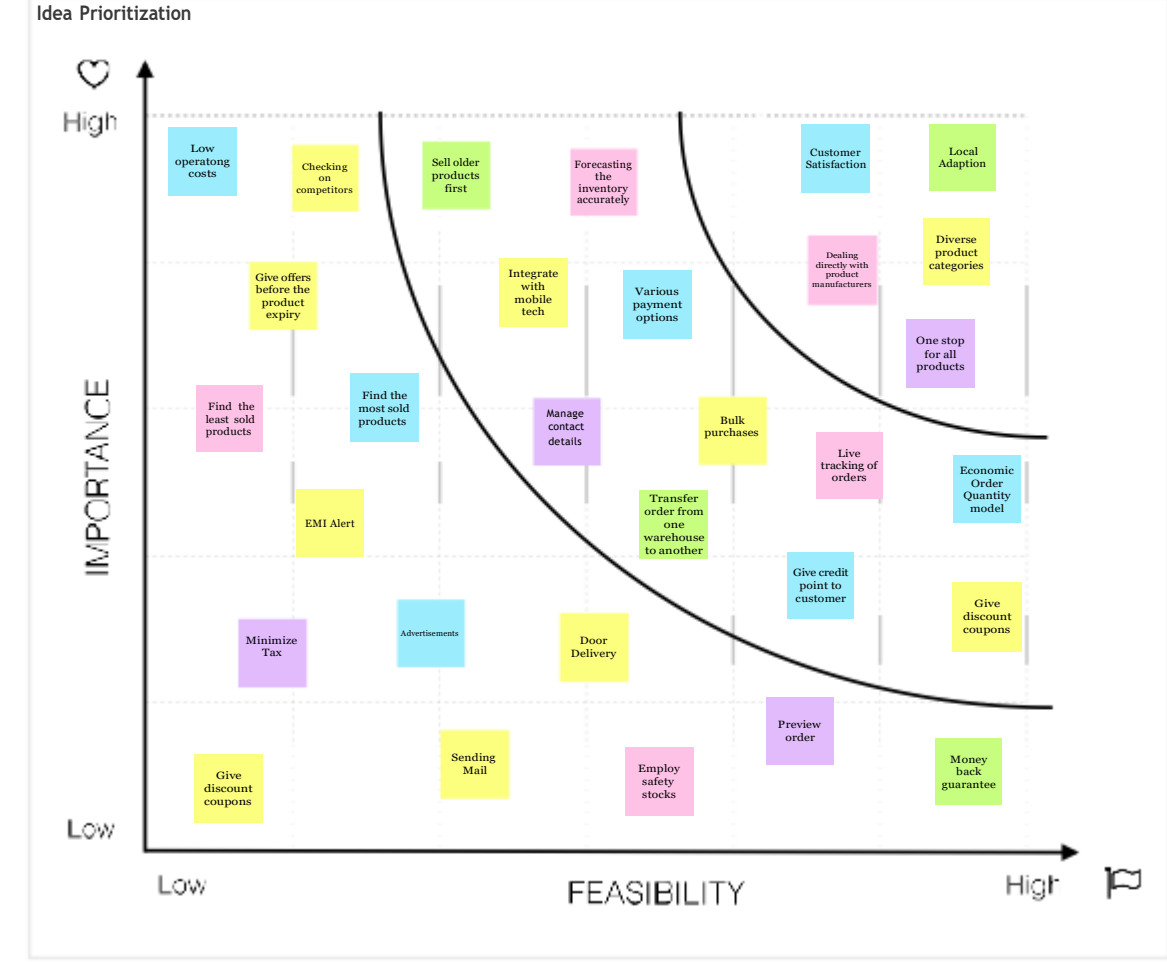 Idea Prioritization
High
Low
operatong
costs
Checking
on
competitors
Sell older
products
first
Forecasting
the
inventory
accurately
Customer
Satisfaction
Local
Adaption
Give offers
before the
product
expiry
Integrate
with
mobile
tech
Various
payment
options
Dealing
directly with
product
manufacturers
Diverse
product
categories
One stop
for all
products
Find the
least sold
products
Find the
most sold
products
Manage
contact
details
Bulk
purchases
Live
tracking of
orders
Economic
Order
Quantity
model
IMPORTANCE
EMI Alert
Transfer
order from
one
warehouse
to another
Give credit
point to
customer
Give
discount
coupons
Minimize
Tax
Advertisements
Door
Delivery
Preview
order
Give
discount
coupons
Sending
Mail
Employ
safety
stocks
Money
back
guarantee
Low
Low
FEASIBILITY
High